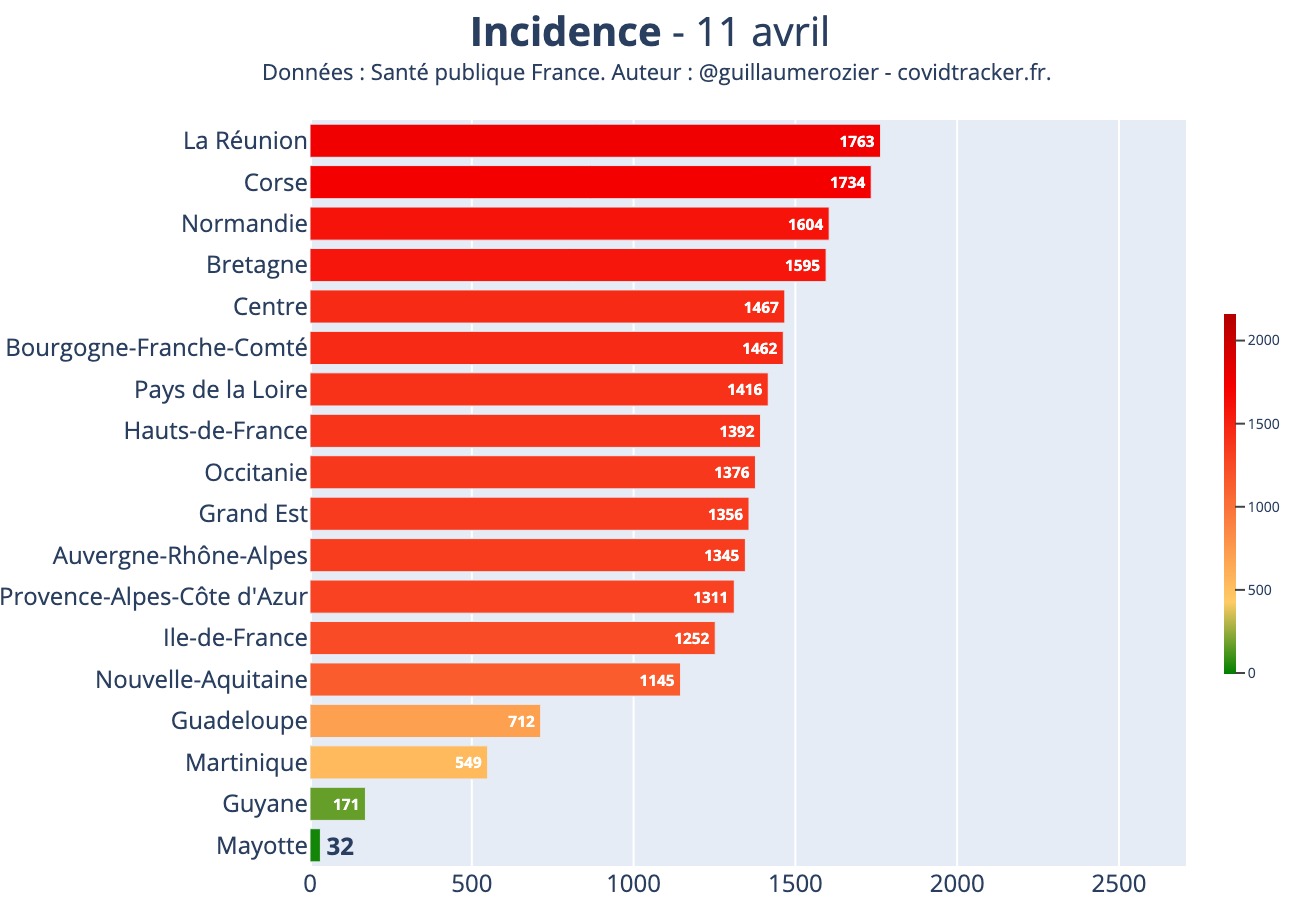 Incidence - 11 avril
Données : Santé publique France. Auteur : @guillaumerozier - covidtracker.fr.
La Réunion 1763
Corse 1734
Normandie 1604
Bretagne 1595
Centre 1467
Bourgogne-Franche-Comté 1462
Pays de la Loire 1416
Hauts-de-France 1392
Occitanie 1376
Grand Est 1356
Auvergne-Rhône-Alpes 1345
Provence-Alpes-Côte d'Azur 1311
Ile-de-France 1252
Nouvelle-Aquitaine 1145
Guadeloupe 712
Martinique 549
Guyane 171
Mayotte 32
0 500 1000 1500 2000 2500
2000
1500
1000
500
0